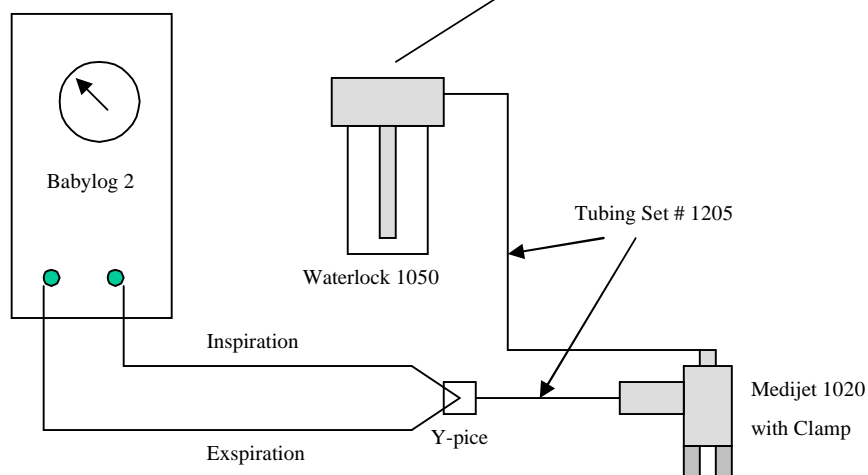 Babylog 2
Tubing Set # 1205
Waterlock 1050
Inspiration
Medijet 1020
with Clamp
Y-pice
Exspiration